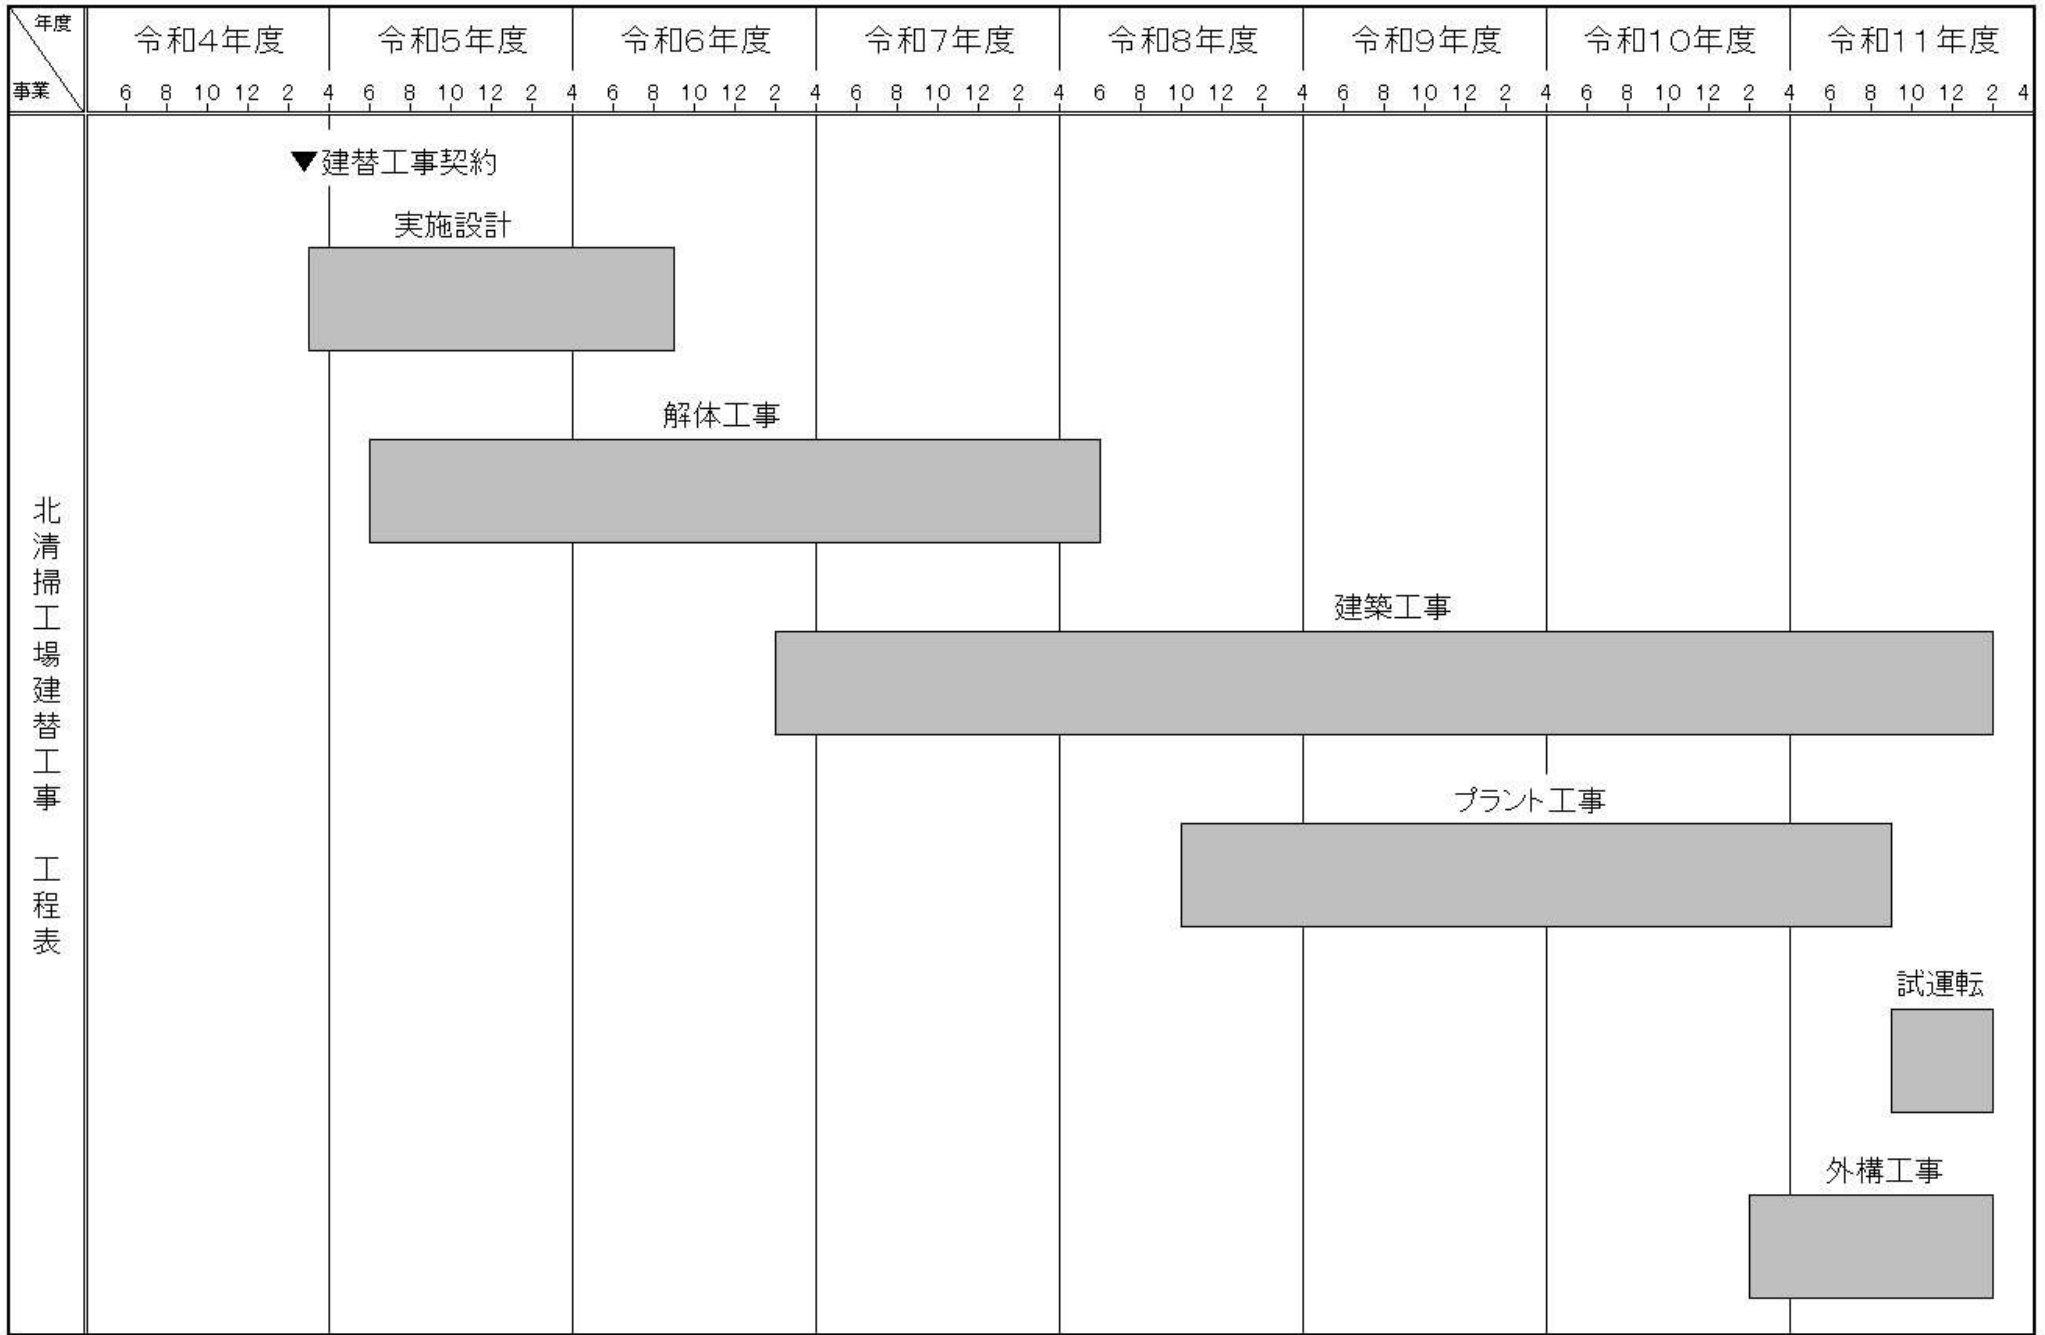 年度
事業
令和4年度 令和5年度 令和6年度 令和7年度 令和8年度 令和9年度 令和10年度 令和11年度
6 8 10 12 2 4 6 8 10 12 2 4 6 8 10 12 2 4 6 8 10 12 2 4 6 8 10 12 2 4 6 8 10 12 2 4 6 8 10 12 2 4 6 8 10 12 2 4
北清掃工場建替工事 工程表
▼建替工事契約
実施設計
解体工事
建築工事
プラント工事
試運転
外構工事